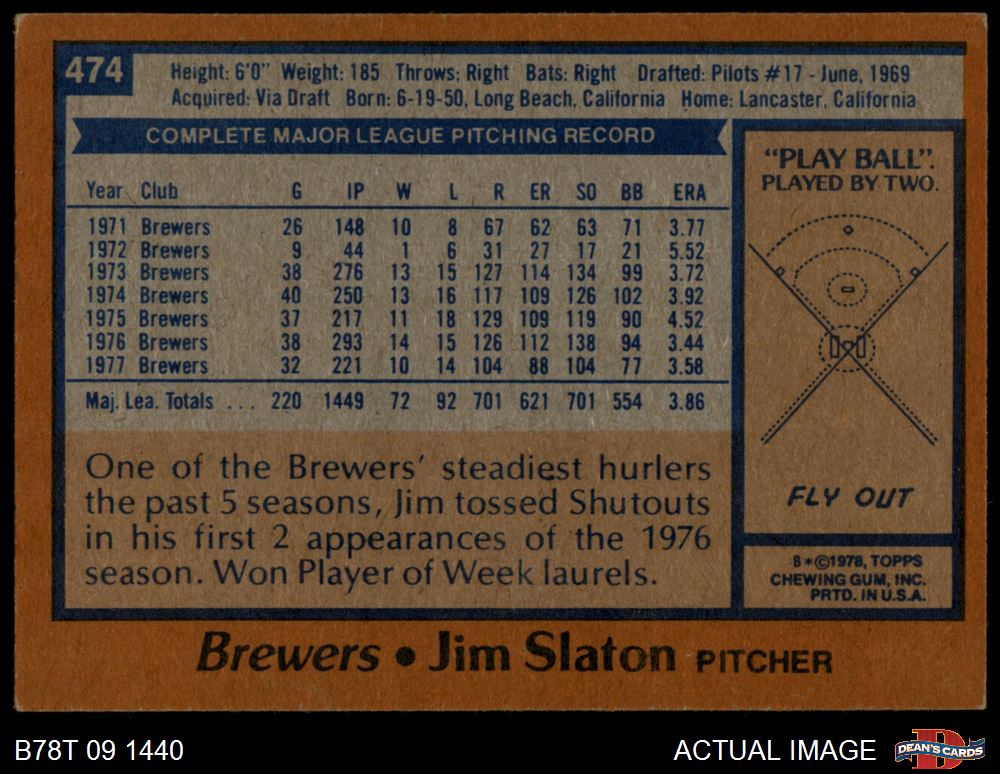 474
Height: 6'0" Weight: 185 Throws: Right Bats: Right Drafted: Pilots #17 - June, 1969
Acquired: Via Draft Born: 6-19-50, Long Beach, California Home: Lancaster, California
COMPLETE MAJOR LEAGUE PITCHING RECORD
Year Club G IP W L R ER SO BB ERA
1971 Brewers 26 148 10 8 67 62 63 71 3.77
1972 Brewers 9 44 1 6 31 27 17 21 5.52
1973 Brewers 38 276 13 15 127 114 134 99 3.72
1974 Brewers 40 250 13 16 117 109 126 102 3.92
1975 Brewers 37 217 11 18 129 109 119 90 4.52
1976 Brewers 38 293 14 15 126 112 138 94 3.44
1977 Brewers 32 221 10 14 104 88 104 77 3.58
Maj. Lea. Totals ... 220 1449 72 92 701 621 701 554 3.86
One of the Brewers' steadiest hurlers
the past 5 seasons, Jim tossed Shutouts
in his first 2 appearances of the 1976
season. Won Player of Week laurels.
"PLAY BALL".
PLAYED BY TWO.
FLY OUT
B*©1978, TOPPS
CHEWING GUM, INC.
PRTD. IN U.S.A.
Brewers • Jim Slaton PITCHER
B78T 09 1440
ACTUAL IMAGE
D
DEAN'S CARDS